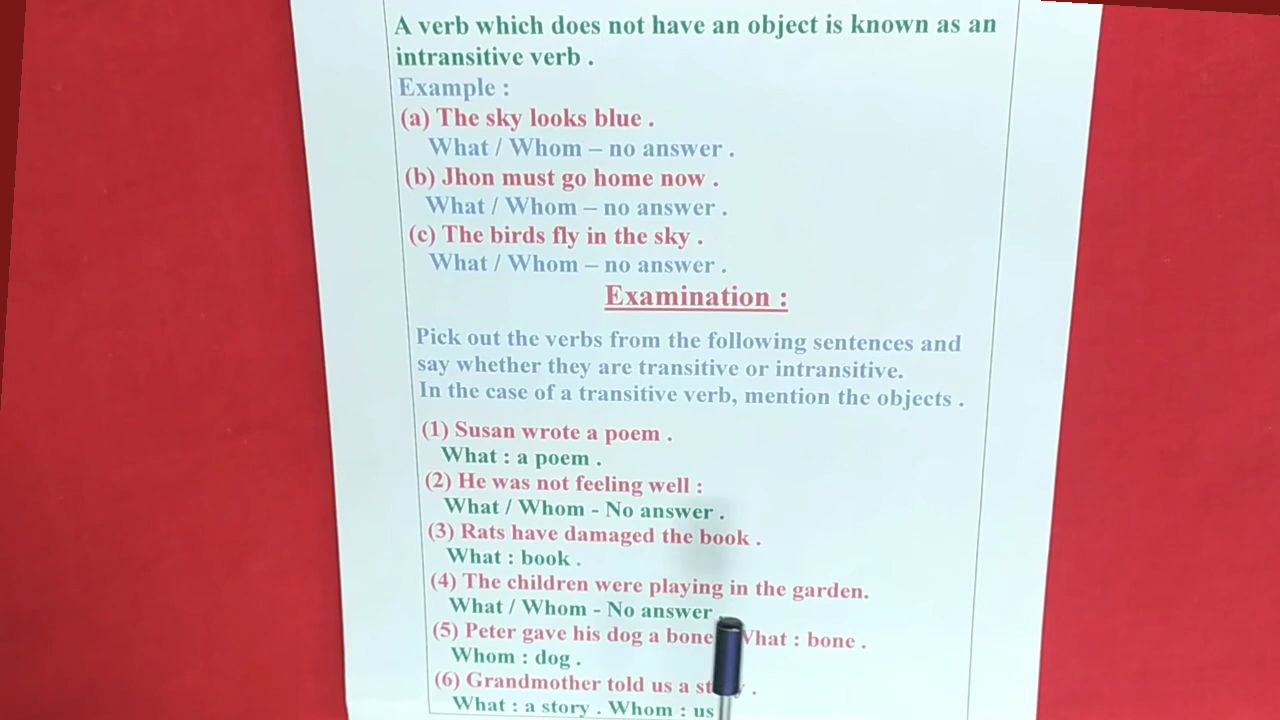 A verb which does not have an object is known as an
intransitive verb .
Example :
(a) The sky looks blue .
What / Whom – no answer .
(b) Jhon must go home now .
What / Whom – no answer .
(c) The birds fly in the sky .
What / Whom – no answer .
Examination :
Pick out the verbs from the following sentences and
say whether they are transitive or intransitive.
In the case of a transitive verb, mention the objects .
(1) Susan wrote a poem .
What : a poem .
(2) He was not feeling well :
What / Whom - No answer .
(3) Rats have damaged the book .
What : book .
(4) The children were playing in the garden.
What / Whom - No answer .
(5) Peter gave his dog a bone What : bone .
Whom : dog .
(6) Grandmother told us a story .
What : a story . Whom : us